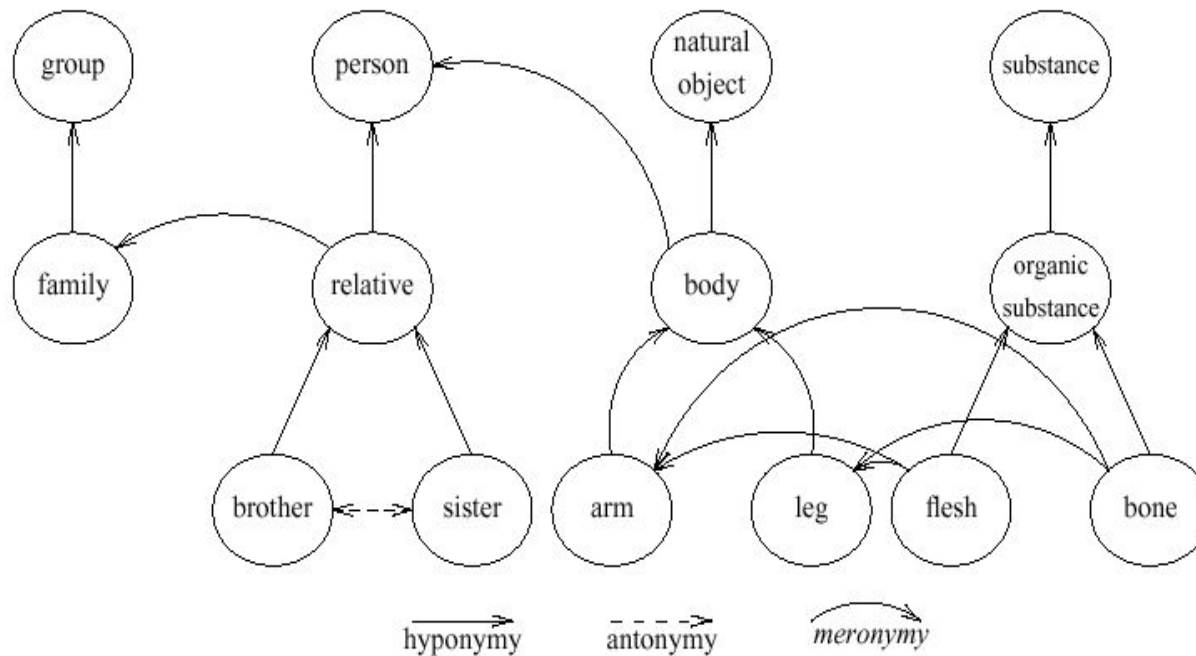 group
person
natural
object
substance
family
relative
body
organic
substance
brother
sister
arm
leg
flesh
bone
hyponymy
antonymy
meronymy